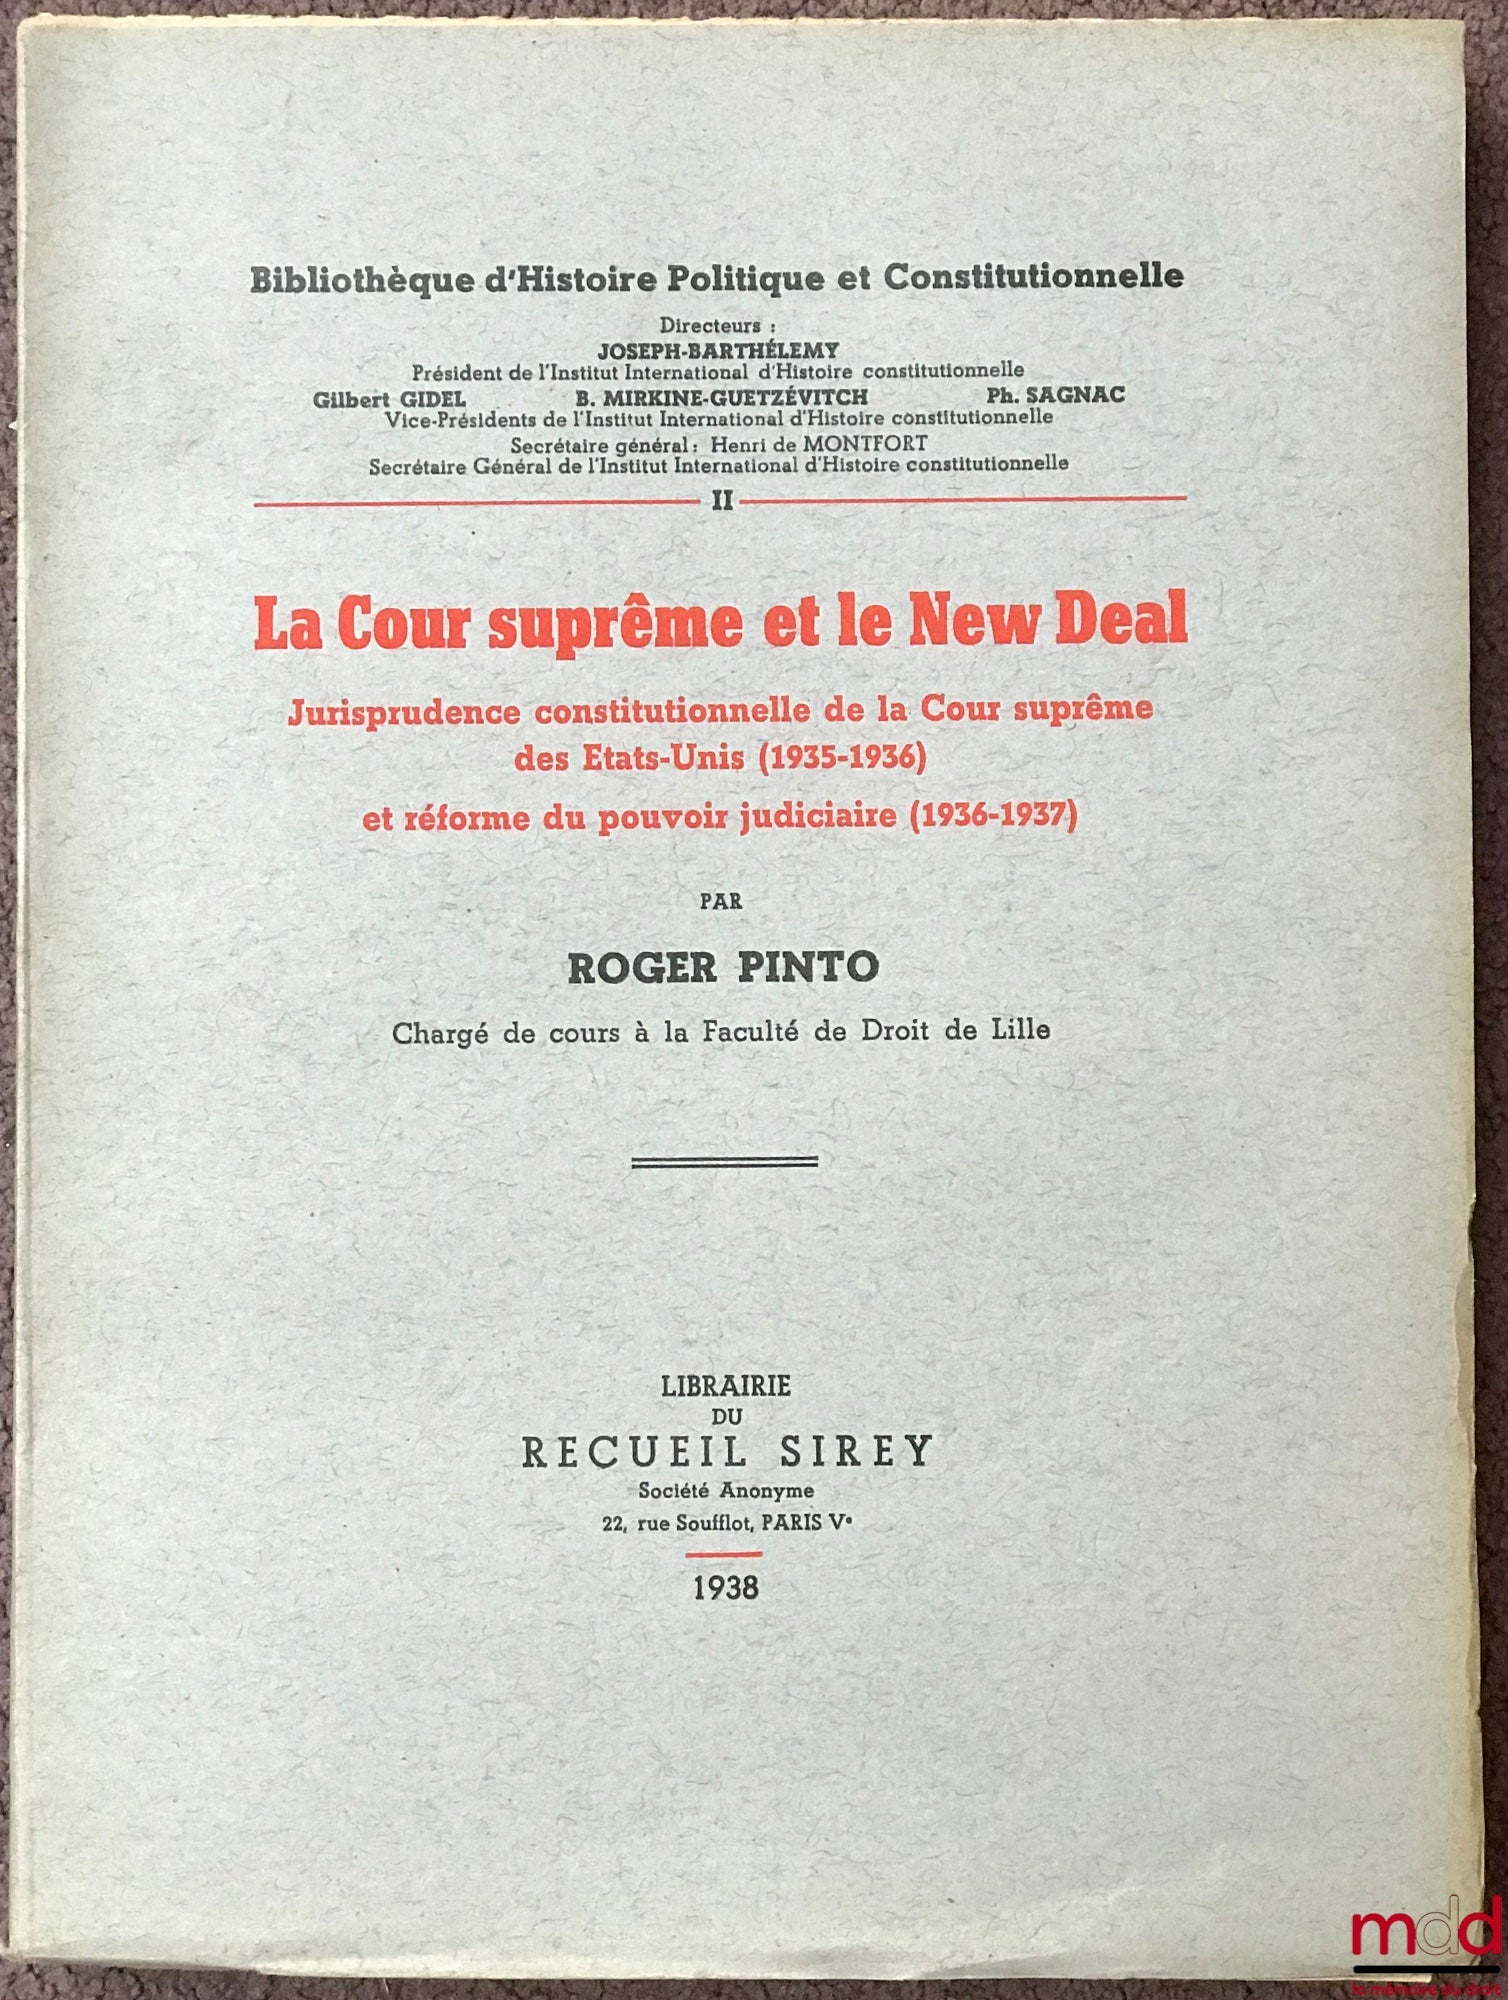 Bibliothèque d'Histoire Politique et Constitutionnelle
Directeurs :
JOSEPH-BARTHÉLEMY
Président de l'Institut International d'Histoire constitutionnelle
Gilbert GIDEL B. MIRKINE-GUETZÉVITCH Ph. SAGNAC
Vice-Présidents de l'Institut International d'Histoire constitutionnelle
Secrétaire général : Henri de MONTFORT
Secrétaire Général de l'Institut International d'Histoire constitutionnelle
II
La Cour suprême et le New Deal
Jurisprudence constitutionnelle de la Cour suprême
des Etats-Unis (1935-1936)
et réforme du pouvoir judiciaire (1936-1937)
PAR
ROGER PINTO
Chargé de cours à la Faculté de Droit de Lille
LIBRAIRIE
DU
RECUEIL SIREY
Société Anonyme
22, rue Soufflot, PARIS Ve
1938
mdd
la mémoire du droit